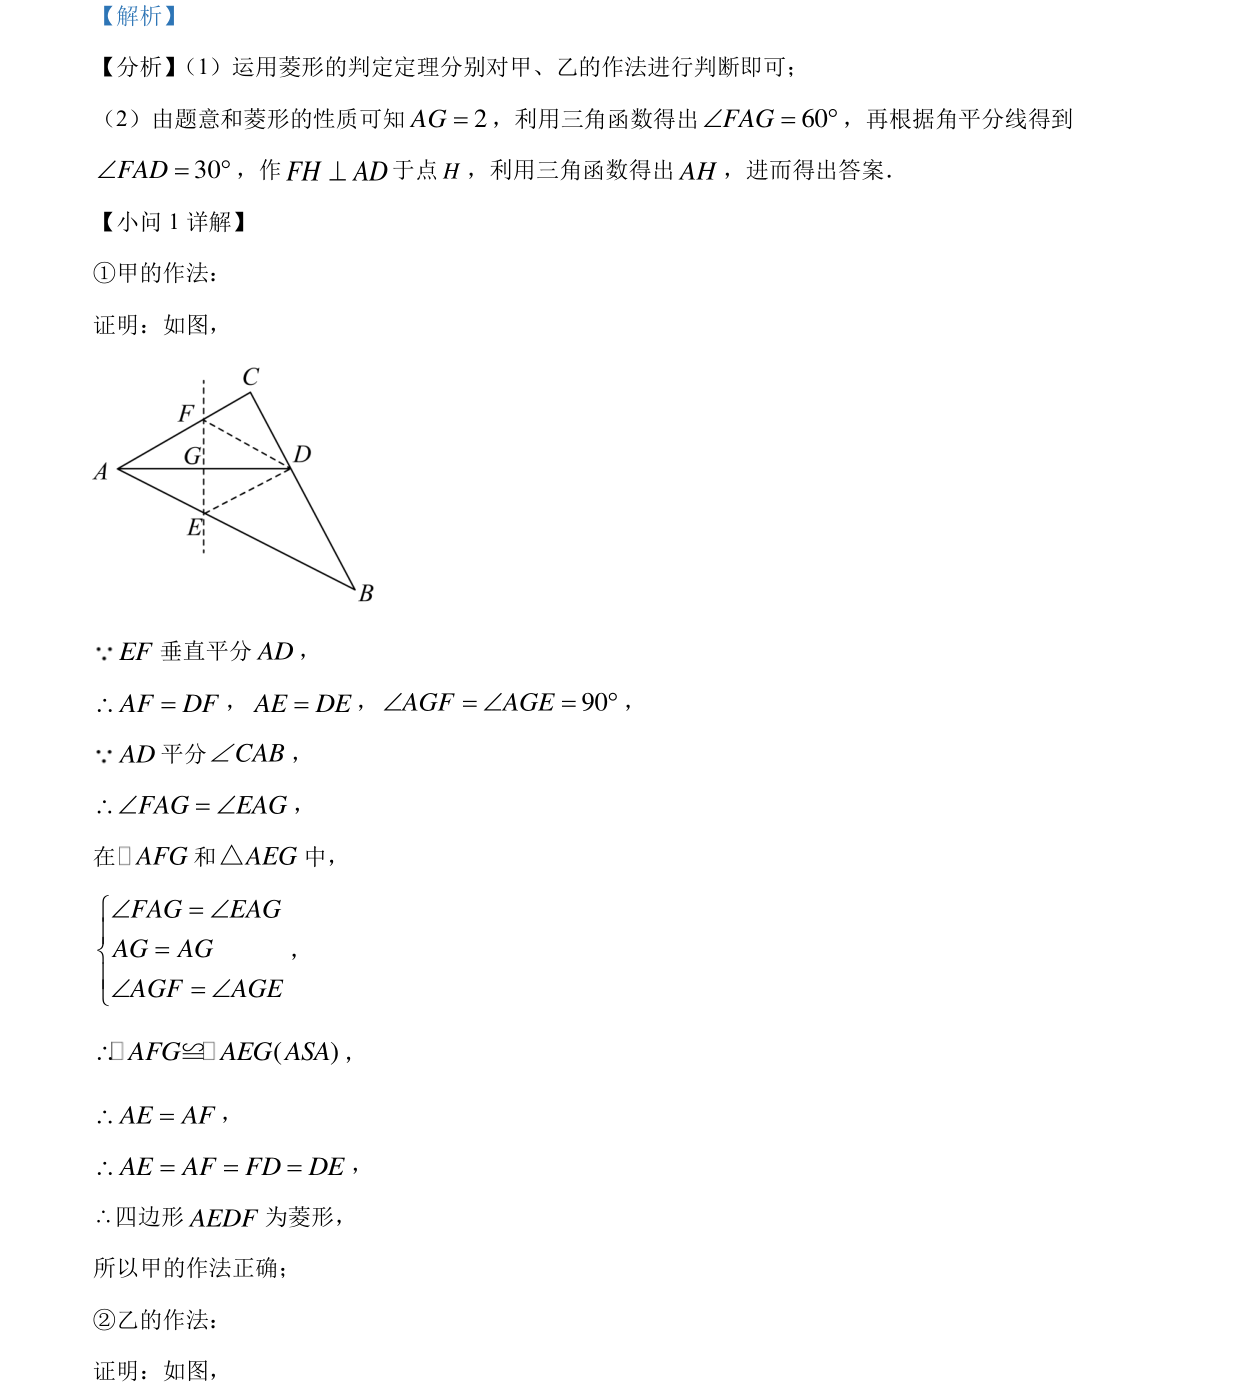 【解析】
【分析】（1）运用菱形的判定定理分别对甲、乙的作法进行判断即可；
（2）由题意和菱形的性质可知 AG = 2，利用三角函数得出∠FAG = 60°，再根据角平分线得到
∠FAD = 30°，作 FH ⊥ AD 于点 H，利用三角函数得出 AH，进而得出答案．
【小问 1 详解】
①甲的作法：
证明：如图，
C
F
G
D
A
E
B
∵ EF 垂直平分 AD，
∴ AF = DF， AE = DE，∠AGF = ∠AGE = 90°，
∵ AD 平分∠CAB，
∴ ∠FAG = ∠EAG，
在□ AFG 和△AEG 中，
∠FAG = ∠EAG
AG = AG ，
∠AGF = ∠AGE
∴□ AFG≌□ AEG(ASA)，
∴ AE = AF，
∴ AE = AF = FD = DE，
∴四边形 AEDF 为菱形，
所以甲的作法正确；
②乙的作法：
证明：如图，